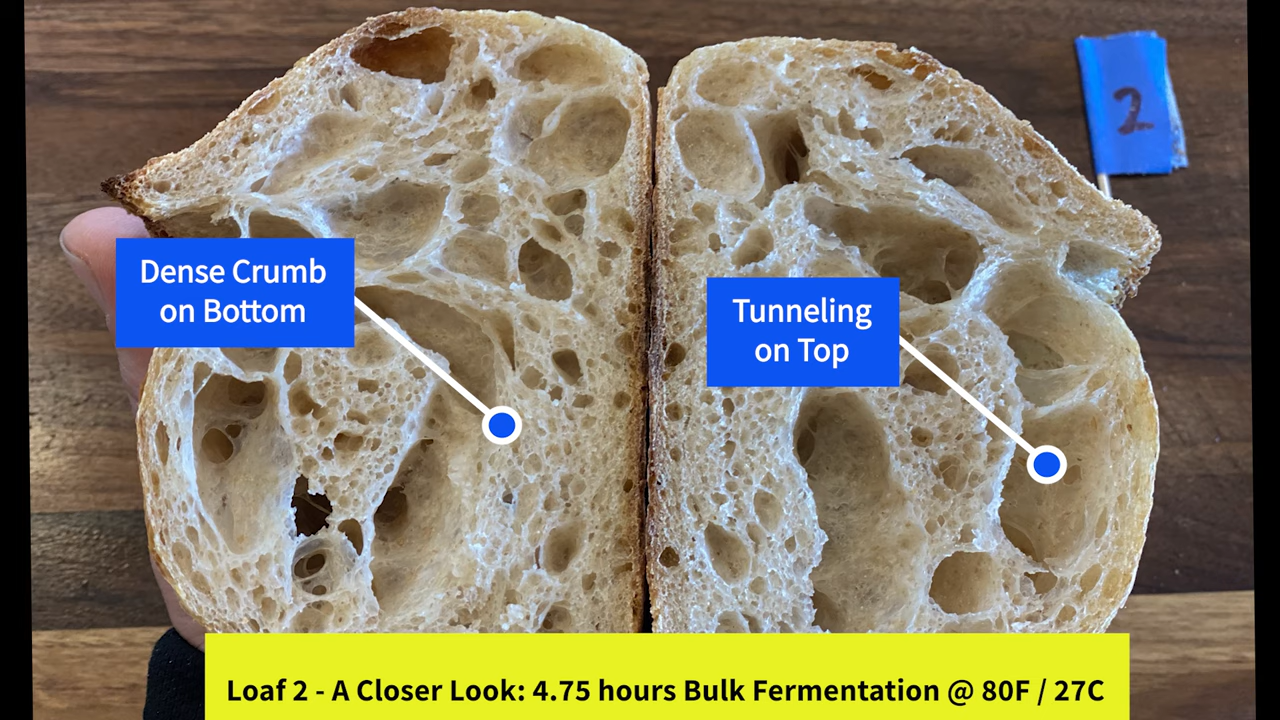 2
Dense Crumb
on Bottom
Tunneling
on Top
Loaf 2 - A Closer Look: 4.75 hours Bulk Fermentation @ 80F / 27C